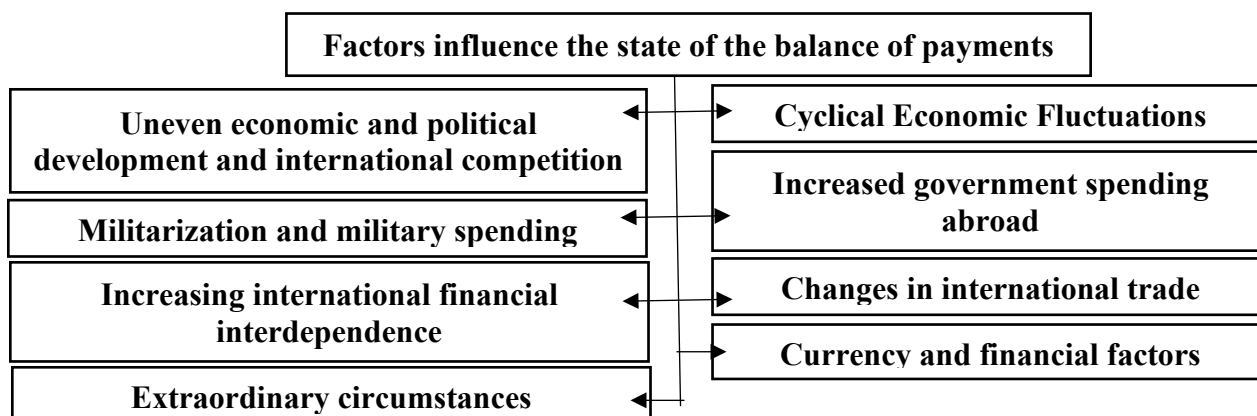 Factors influence the state of the balance of payments
Uneven economic and political
development and international competition
Cyclical Economic Fluctuations
Militarization and military spending
Increased government spending
abroad
Increasing international financial
interdependence
Changes in international trade
Extraordinary circumstances
Currency and financial factors